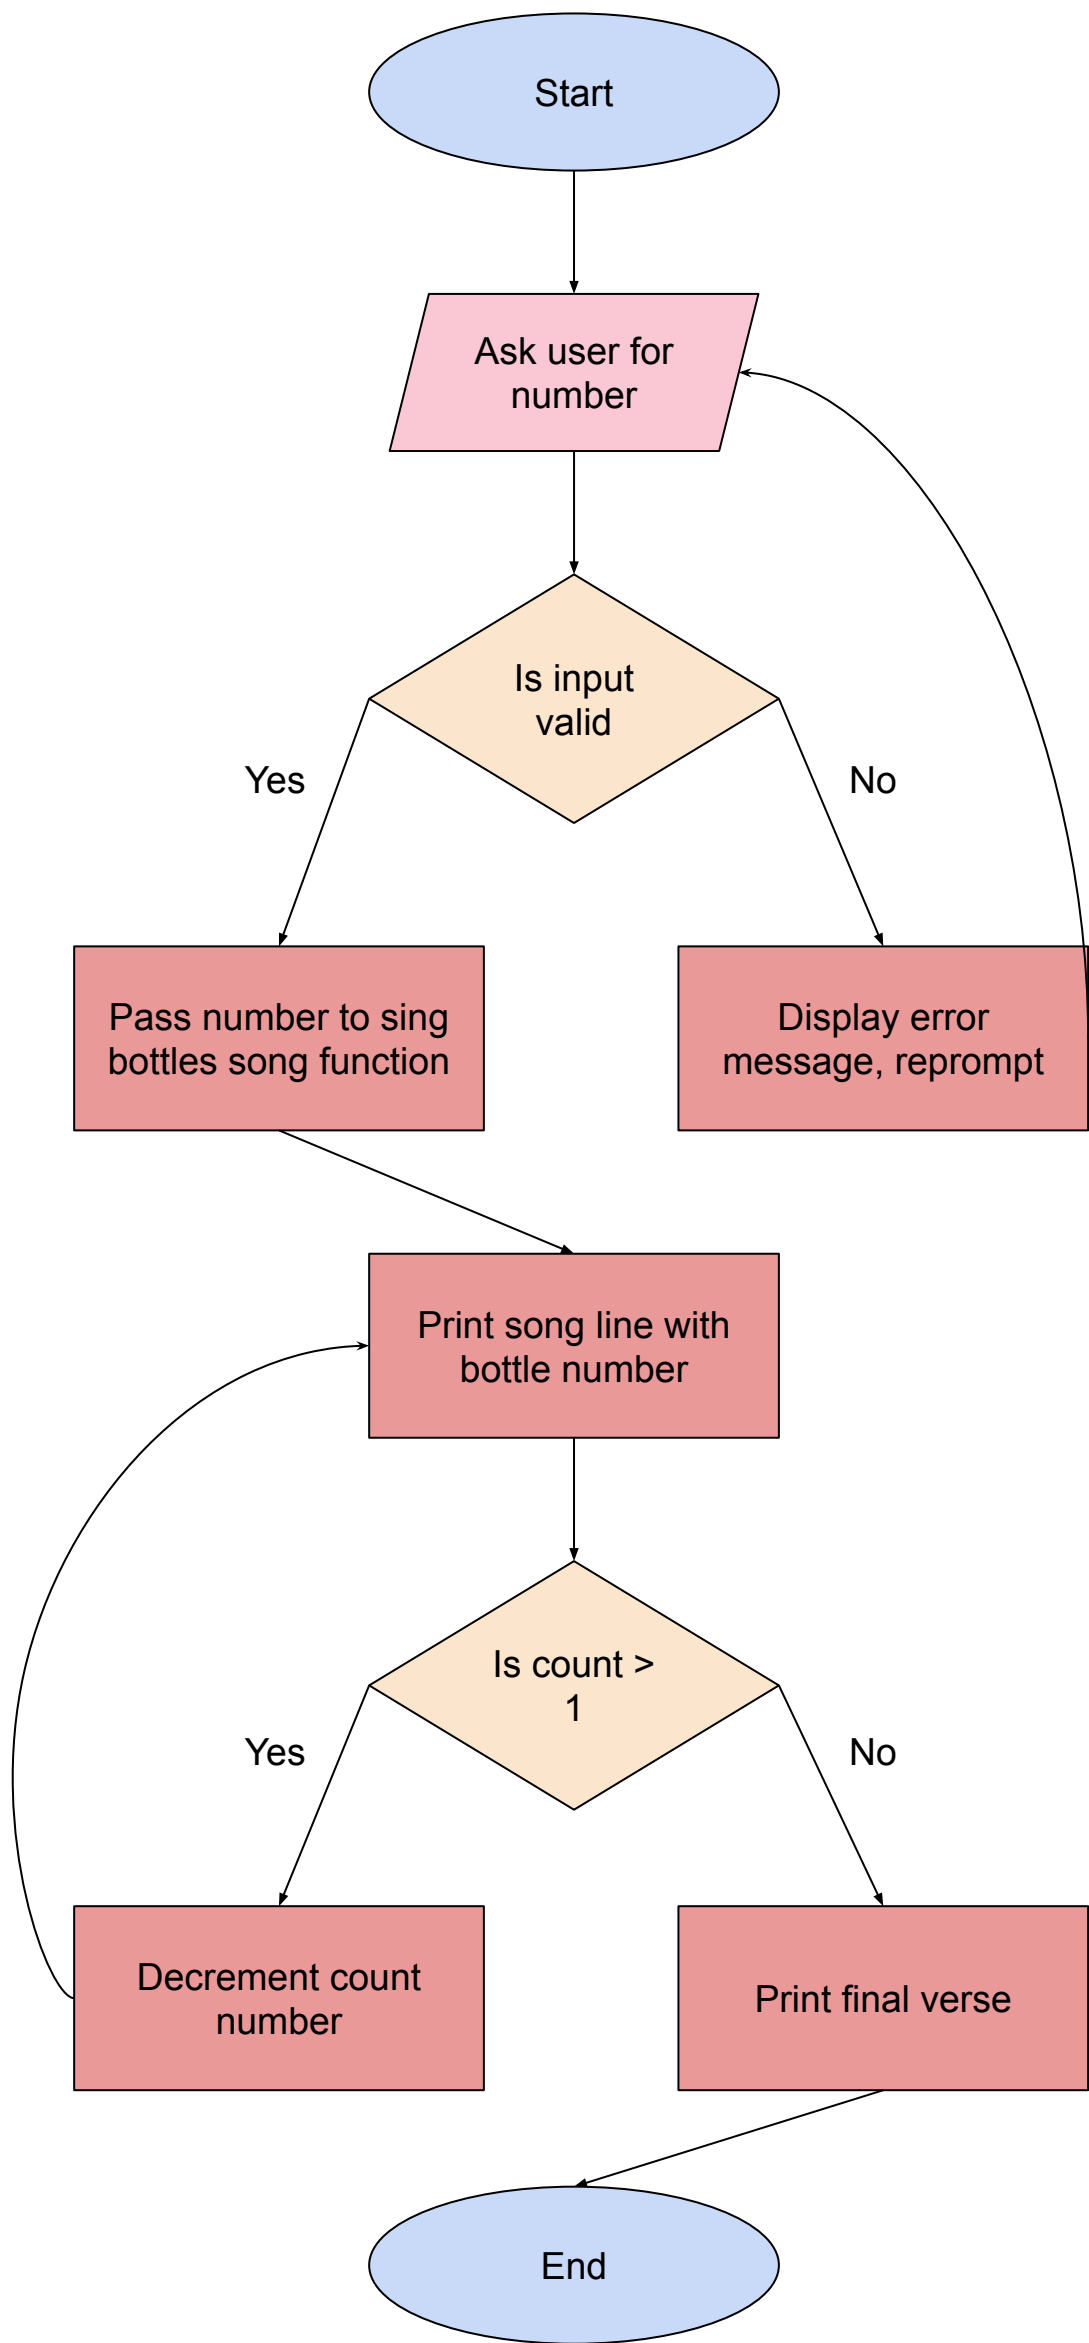 Start
Ask user for
number
Is input
valid
Yes
No
Pass number to sing
bottles song function
Display error
message, reprompt
Print song line with
bottle number
Is count >
1
Yes
No
Decrement count
number
Print final verse
End